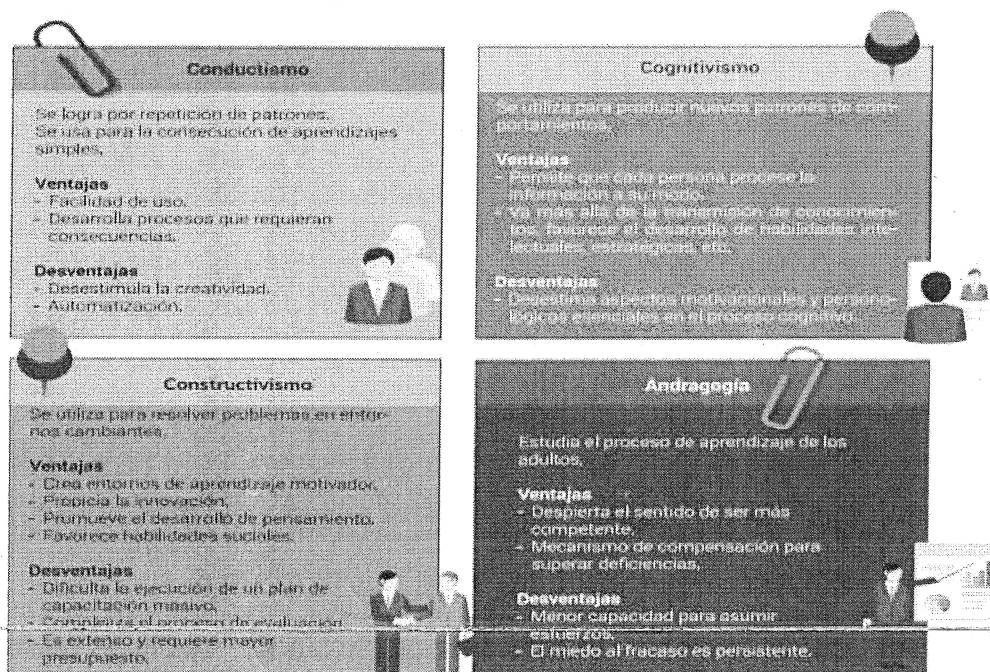 Conductismo
Se logra por repetición de patrones.
Se usa para la consecución de aprendizajes
simples.
Ventajas
- Facilidad de uso.
- Desarrolla procesos que requieran
consecuencias.
Desventajas
- Desestimula la creatividad.
- Automatización.
Cognitivismo
Se utiliza para producir nuevos patrones de com-
portamientos.
Ventajas
- Permite que cada persona procese la
información a su modo.
- Va más allá de la transmisión de conocimien-
tos, favorece el desarrollo de habilidades inte-
lectuales, estratégicas, etc.
Desventajas
- Desestima aspectos motivacionales y persono-
lógicos esenciales en el proceso cognitivo.
Constructivismo
Se utiliza para resolver problemas en entor-
nos cambiantes.
Ventajas
- Crea entornos de aprendizaje motivador.
- Propicia la innovación.
- Promueve el desarrollo de pensamiento.
- Favorece habilidades sociales.
Desventajas
- Dificulta la ejecución de un plan de
capacitación masivo.
- Complejiza el proceso de evaluación.
- Es extenso y requiere mayor
presupuesto.
Andragogía
Estudia el proceso de aprendizaje de los
adultos.
Ventajas
- Despierta el sentido de ser más
competente.
- Mecanismo de compensación para
superar deficiencias.
Desventajas
- Menor capacidad para asumir
esfuerzos.
- El miedo al fracaso es persistente.